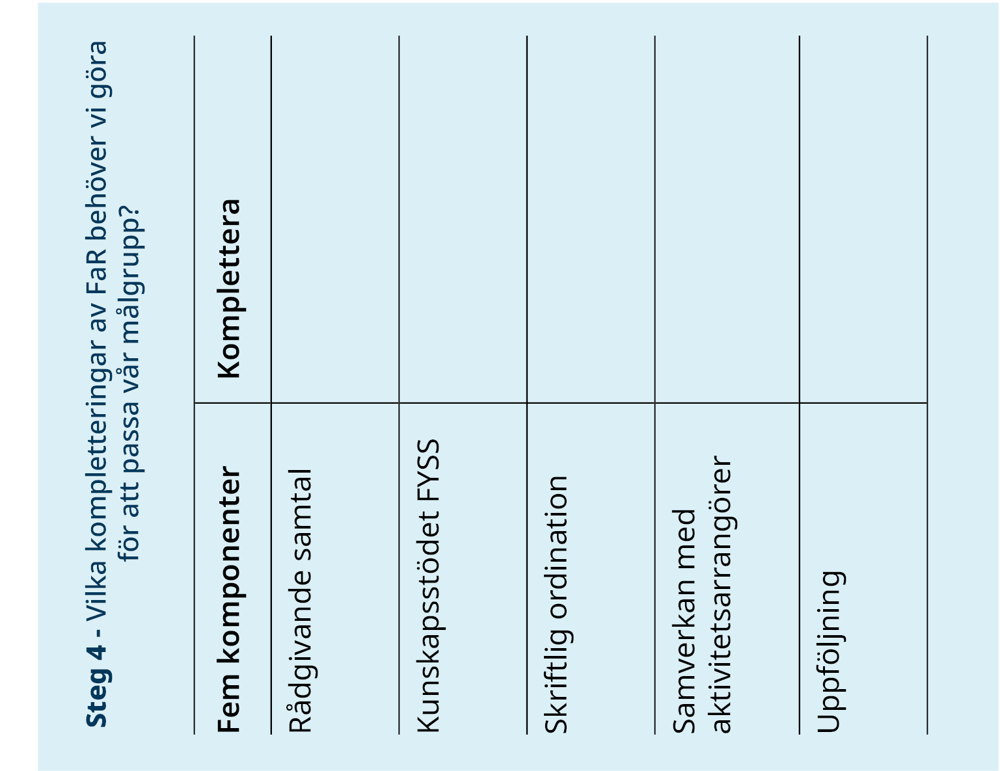 Steg 4 - Vilka kompletteringar av FaR behöver vi göra
för att passa vår målgrupp?
Fem komponenter
Komplettera
Rådgivande samtal
Kunskapsstödet FYSS
Skriftlig ordination
Samverkan med
aktivitetsarrangörer
Uppföljning